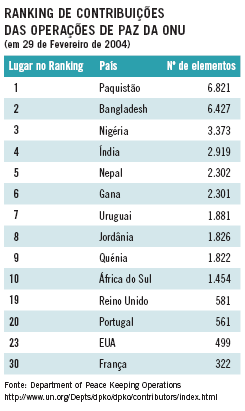 RANKING DE CONTRIBUIÇÕES
DAS OPERAÇÕES DE PAZ DA ONU
(em 29 de Fevereiro de 2004)
Lugar no Ranking País Nº de elementos
1 Paquistão 6.821
2 Bangladesh 6.427
3 Nigéria 3.373
4 Índia 2.919
5 Nepal 2.302
6 Gana 2.301
7 Uruguai 1.881
8 Jordânia 1.826
9 Quénia 1.822
10 África do Sul 1.454
19 Reino Unido 581
20 Portugal 561
23 EUA 499
30 França 322
Fonte: Department of Peace Keeping Operations
http://www.un.org/Depts/dpko/dpko/contributors/index.html